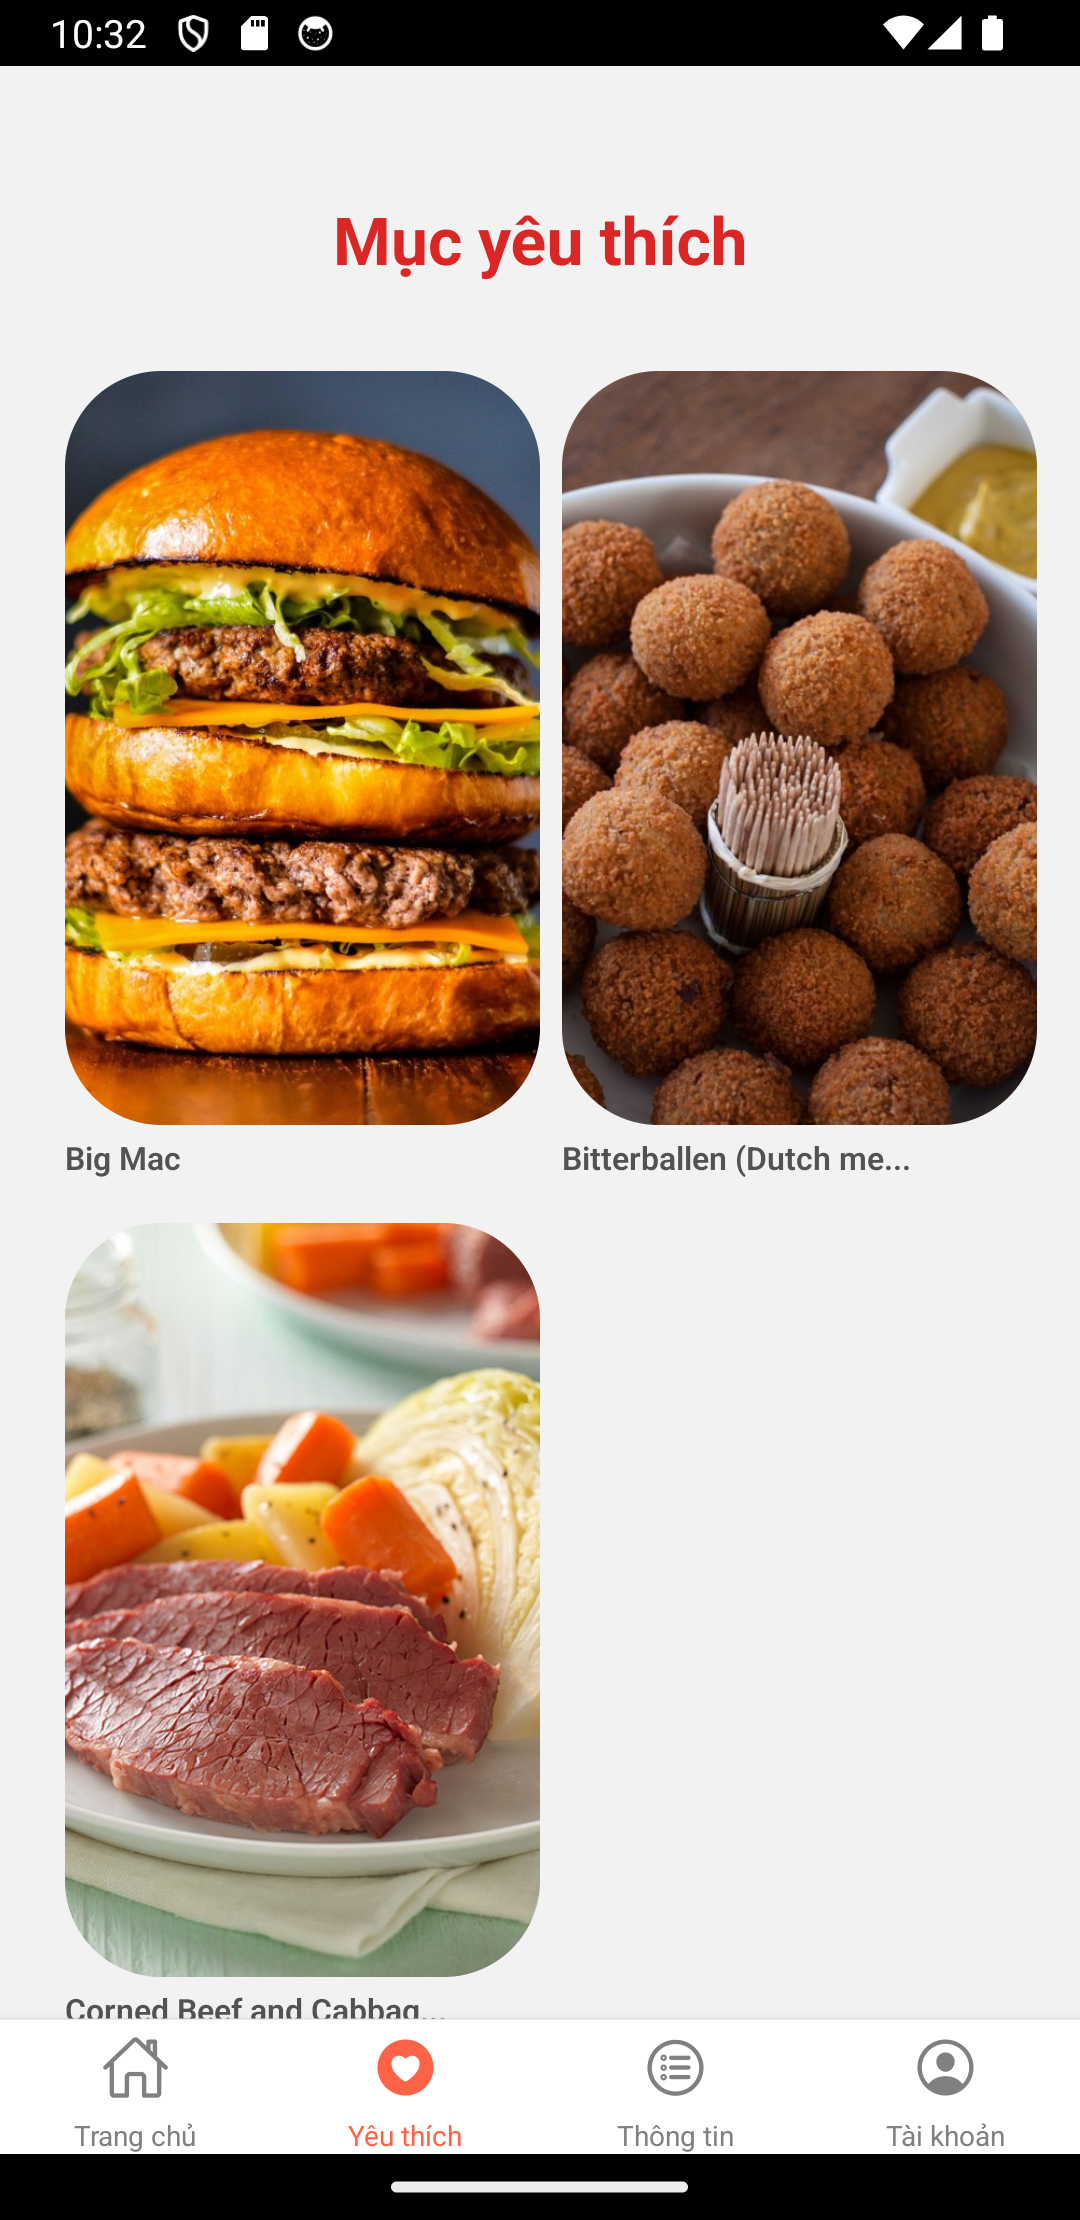 10:32
Mục yêu thích
Big Mac
Bitterballen (Dutch me...
Corned Beef and Cabbag...
Trang chủ
Yêu thích
Thông tin
Tài khoản